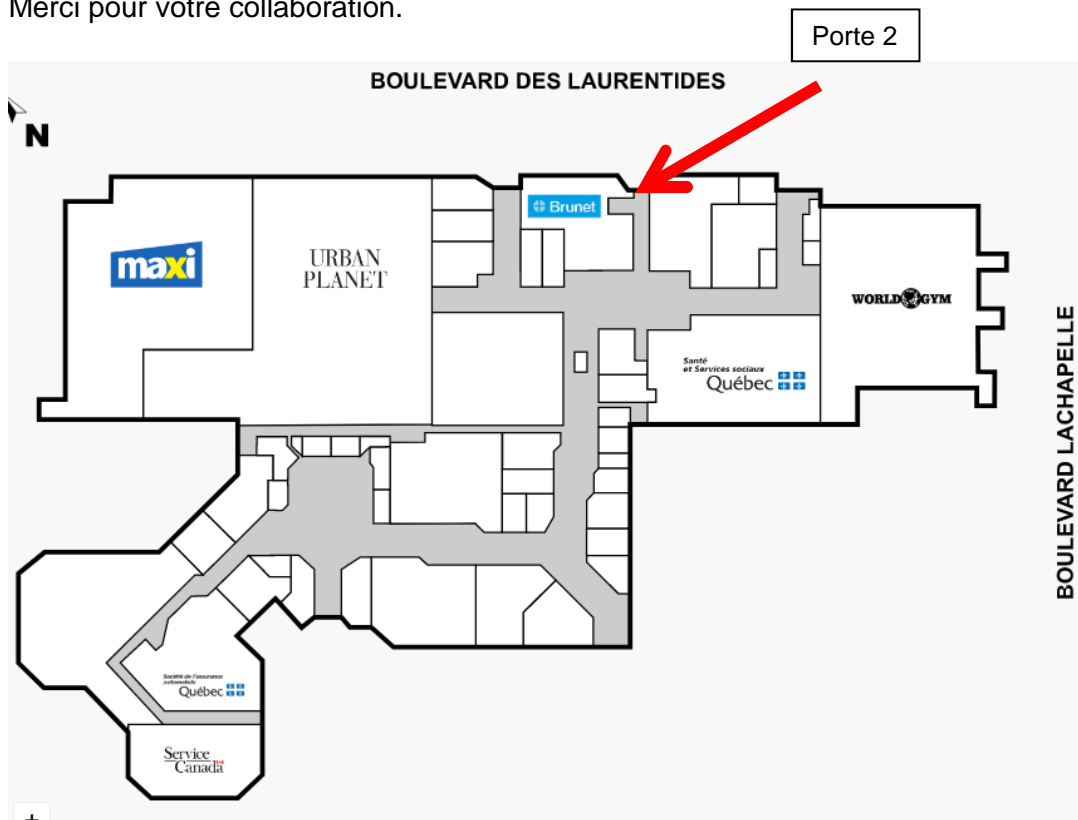 Merci pour votre collaboration.
Porte 2
BOULEVARD DES LAURENTIDES
N
Brunet
maxi
URBAN
PLANET
WORLD GYM
BOULEVARD LACHAPELLE
Santé
et Services sociaux
Québec
Société de l'assurance
automobile
Québec
Service
Canada
+